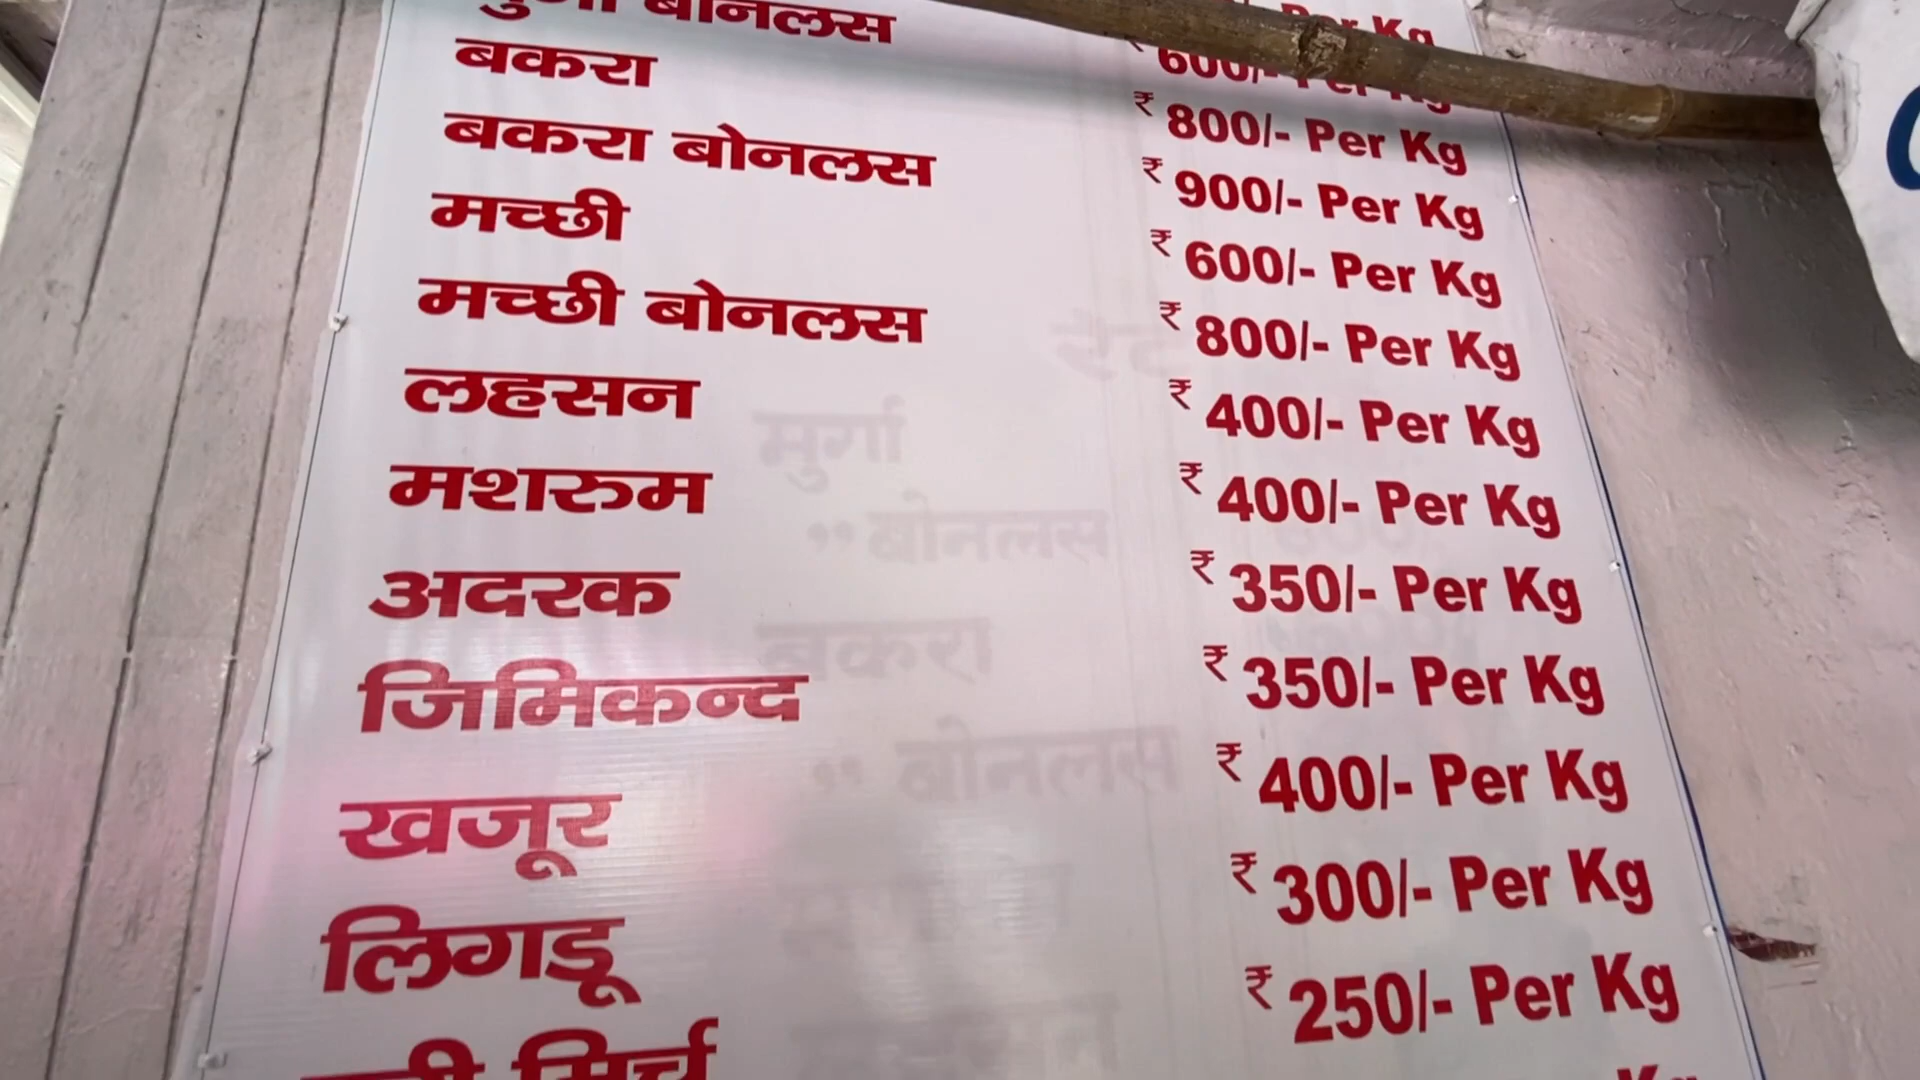 बोनलस ₹ 600/- Per Kg
बकरा ₹ 800/- Per Kg
बकरा बोनलस ₹ 900/- Per Kg
मच्छी ₹ 600/- Per Kg
मच्छी बोनलस ₹ 800/- Per Kg
लहसन ₹ 400/- Per Kg
मशरुम ₹ 400/- Per Kg
अदरक ₹ 350/- Per Kg
जिमिकन्द ₹ 350/- Per Kg
खजूर ₹ 400/- Per Kg
लिगडू ₹ 300/- Per Kg
मिर्च ₹ 250/- Per Kg